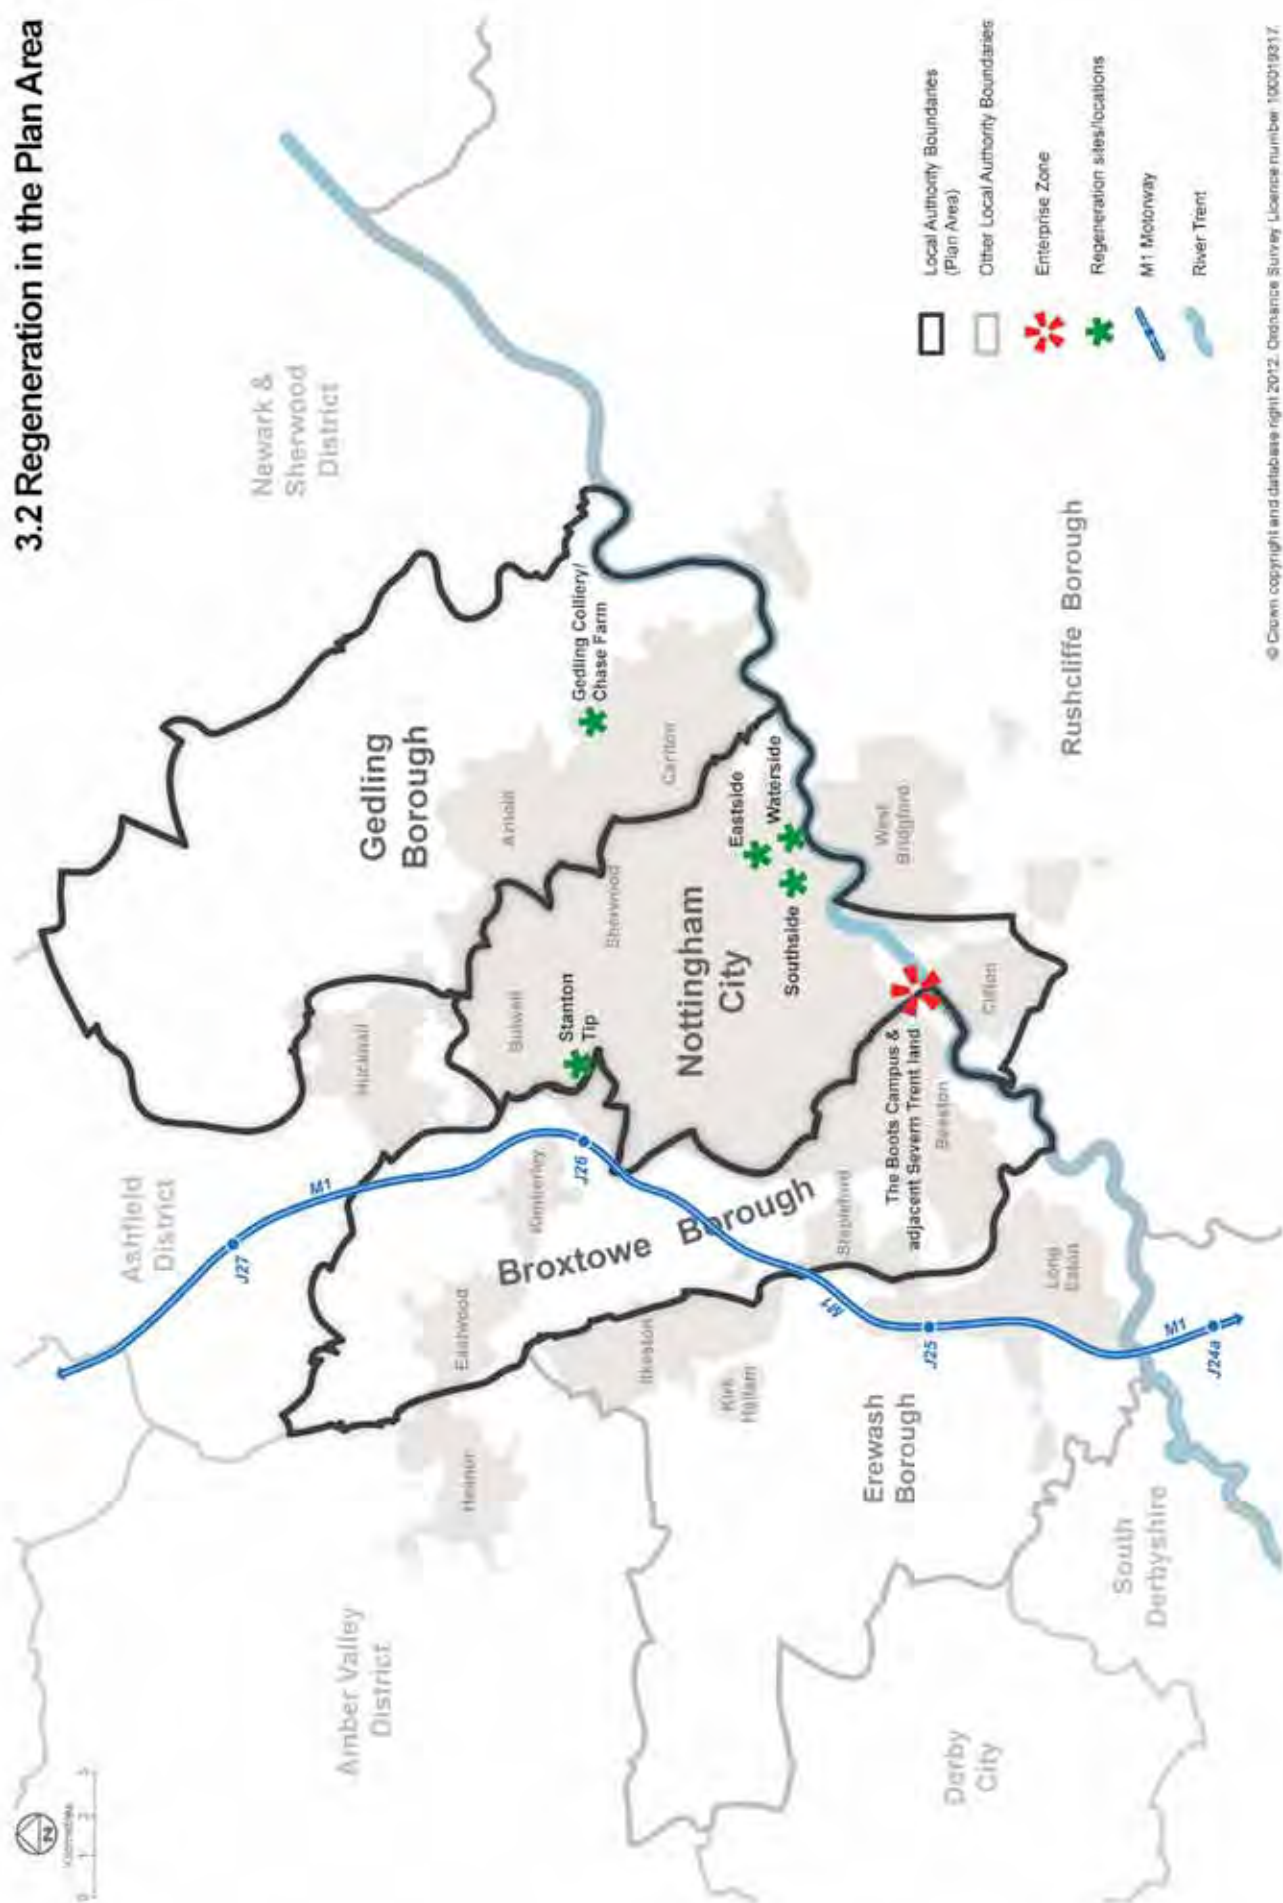 3.2 Regeneration in the Plan Area
Newark &
Sherwood
District
Ashfield
District
Amber Valley
District
Gedling
Borough
Hucknall
M1
J27
Eastwood
Heanor
Kimberley
Bulwell
Arnold
Gedling Colliery/
Chase Farm
Stanton
Tip
J26
Broxtowe Borough
Sherwood
Carlton
Ilkeston
Kirk
Hallam
Nottingham
City
Eastside
Waterside
Southside
Stapleford
M1
The Boots Campus &
adjacent Severn Trent land
Beeston
West
Bridgford
Clifton
Erewash
Borough
J25
Long
Eaton
Rushcliffe Borough
Derby
City
South
Derbyshire
M1
J24a
N
Kilometres
0 1 2 3
Local Authority Boundaries
(Plan Area)
Other Local Authority Boundaries
Enterprise Zone
Regeneration sites/locations
M1 Motorway
River Trent
© Crown copyright and database right 2012. Ordnance Survey Licence number 100019317.